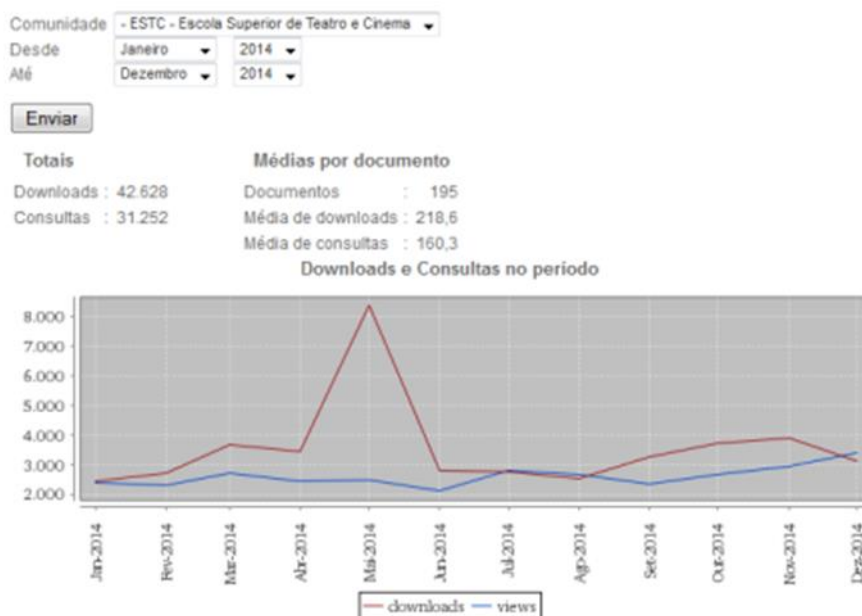 Comunidade - ESTC - Escola Superior de Teatro e Cinema
Desde Janeiro 2014
Até Dezembro 2014
Enviar
Totais Médias por documento
Downloads : 42.628 Documentos : 195
Consultas : 31.252 Média de downloads : 218,6
Média de consultas : 160,3
Downloads e Consultas no período
8.000
7.000
6.000
5.000
4.000
3.000
2.000
Jan-2014 Fev-2014 Mar-2014 Abr-2014 Mai-2014 Jun-2014 Jul-2014 Ago-2014 Set-2014 Out-2014 Nov-2014 Dez-2014
downloads views